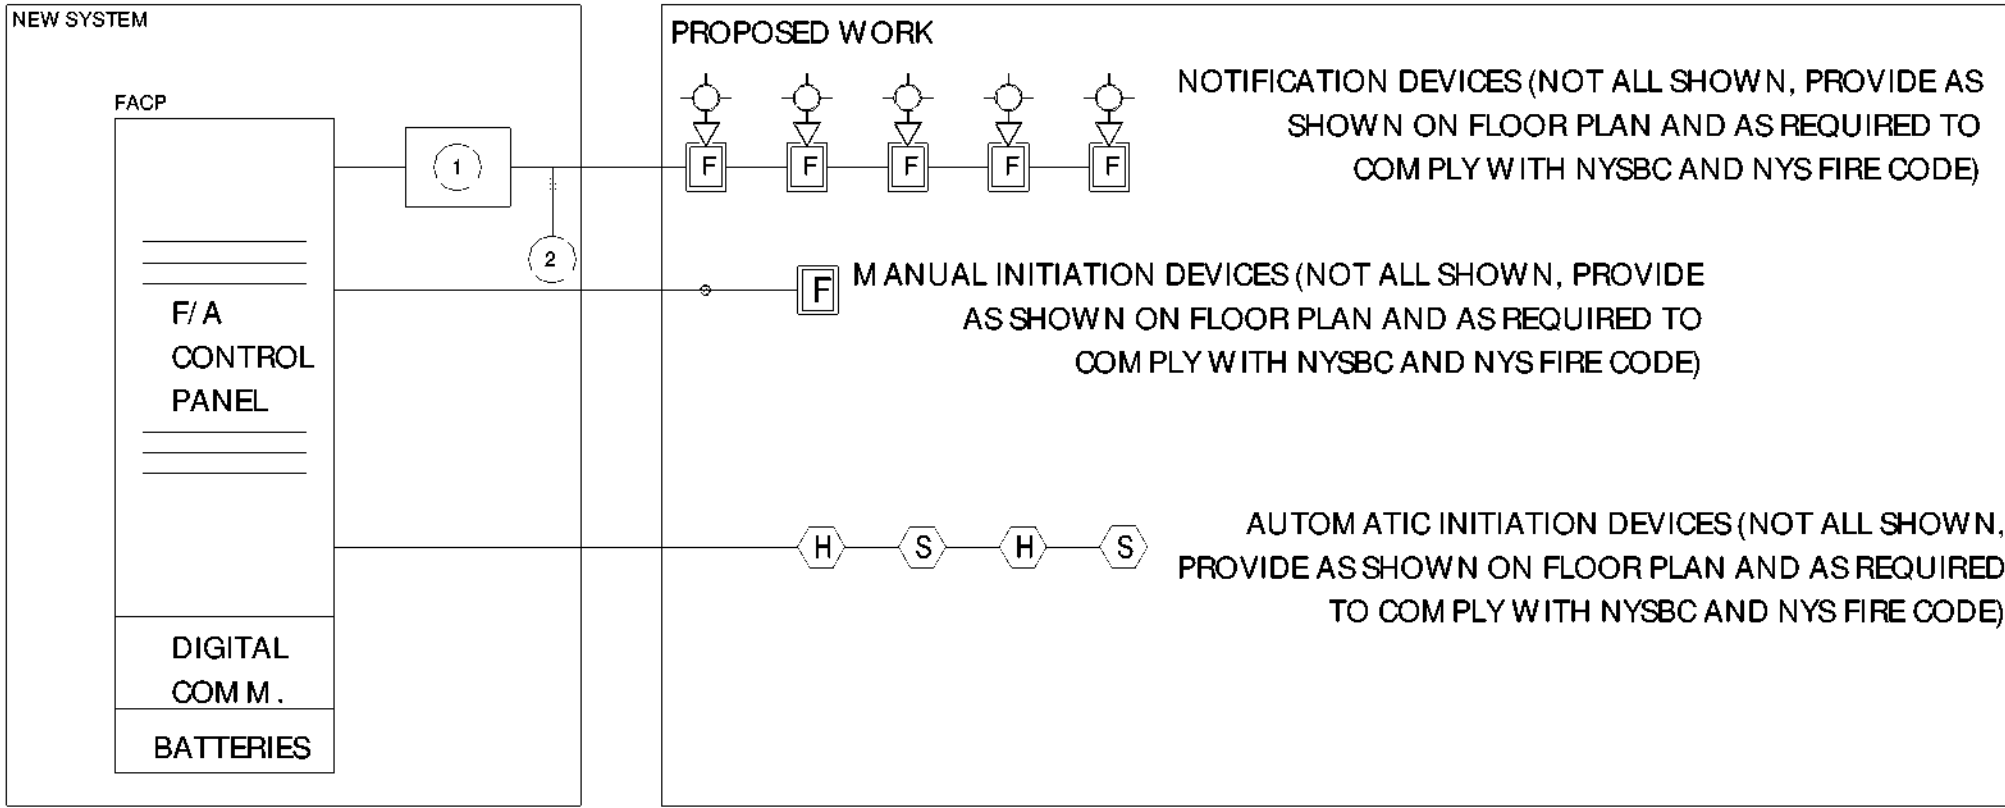 NEW SYSTEM
PROPOSED WORK
FACP
1
2
F F F F F
NOTIFICATION DEVICES (NOT ALL SHOWN, PROVIDE AS
SHOWN ON FLOOR PLAN AND AS REQUIRED TO
COMPLY WITH NYSBC AND NYS FIRE CODE)
F
MANUAL INITIATION DEVICES (NOT ALL SHOWN, PROVIDE
AS SHOWN ON FLOOR PLAN AND AS REQUIRED TO
COMPLY WITH NYSBC AND NYS FIRE CODE)
F/A
CONTROL
PANEL
H S H S
AUTOMATIC INITIATION DEVICES (NOT ALL SHOWN,
PROVIDE AS SHOWN ON FLOOR PLAN AND AS REQUIRED
TO COMPLY WITH NYSBC AND NYS FIRE CODE)
DIGITAL
COMM.
BATTERIES